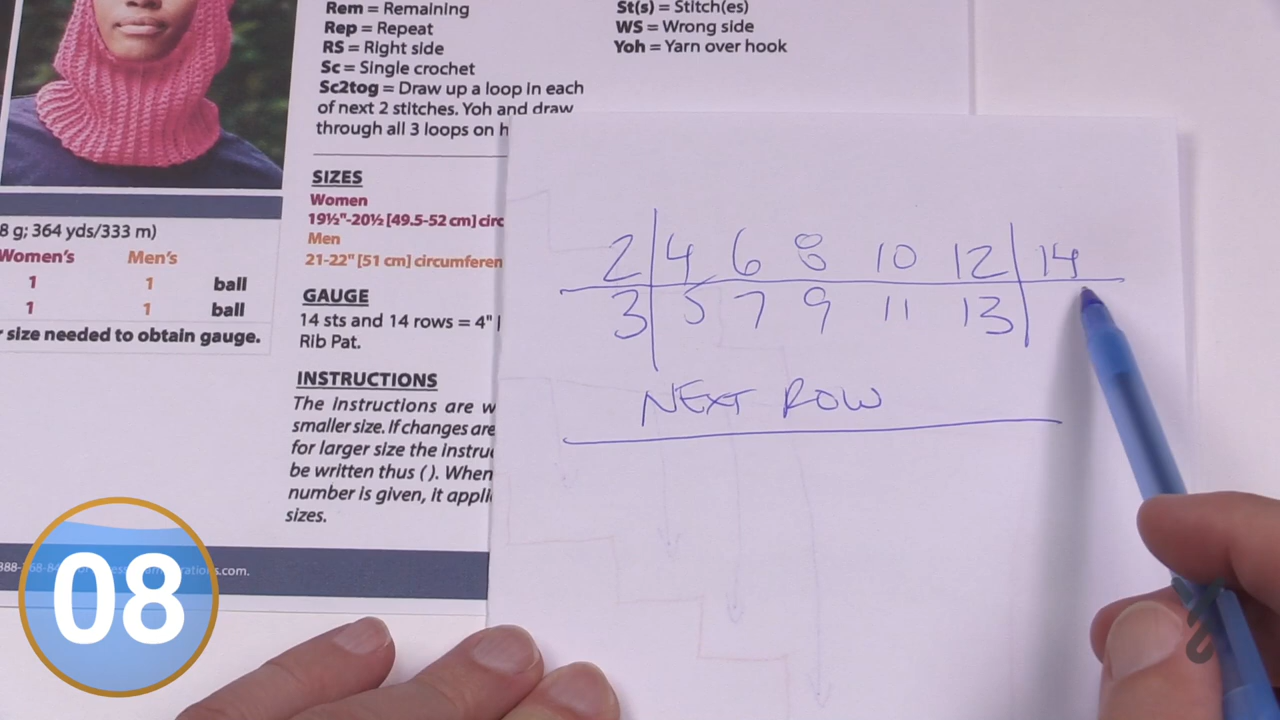 Rem = Remaining
Rep = Repeat
RS = Right side
Sc = Single crochet
Sc2tog = Draw up a loop in each
of next 2 stitches. Yoh and draw
through all 3 loops on h
St(s) = Stitch(es)
WS = Wrong side
Yoh = Yarn over hook
8 g; 364 yds/333 m)
Women's Men's
1 1 ball
1 1 ball
size needed to obtain gauge.
SIZES
Women
19½"-20½ [49.5-52 cm] circ
Men
21-22" [51 cm] circumferen
GAUGE
14 sts and 14 rows = 4"
Rib Pat.
INSTRUCTIONS
The instructions are w
smaller size. If changes are
for larger size the instru
be written thus ( ). When
number is given, it appli
sizes.
2 4 6 8 10 12 14
3 5 7 9 11 13
NEXT ROW
08